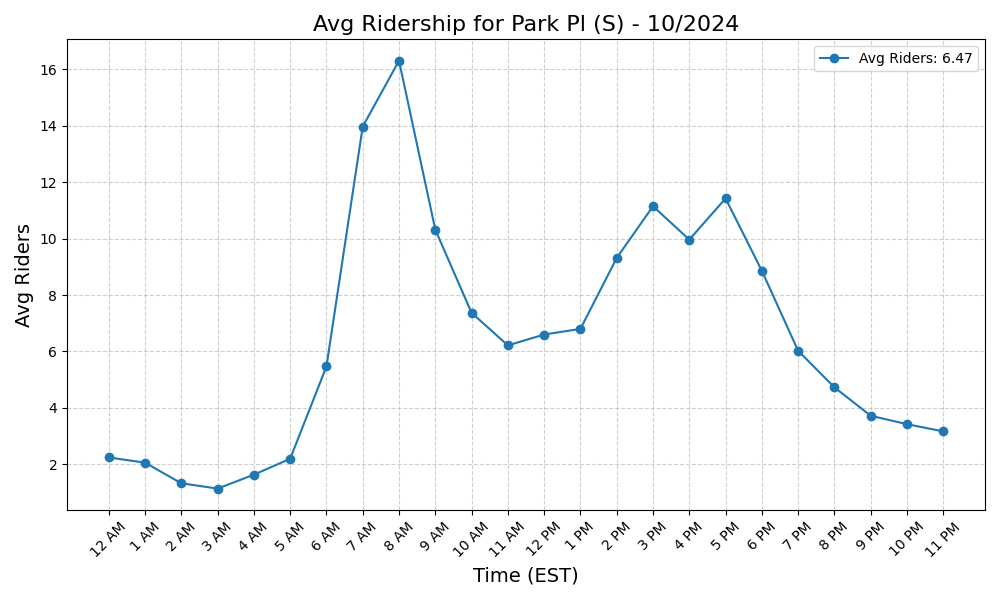 Avg Ridership for Park Pl (S) - 10/2024
Avg Riders: 6.47
Avg Riders
16
14
12
10
8
6
4
2
12 AM
1 AM
2 AM
3 AM
4 AM
5 AM
6 AM
7 AM
8 AM
9 AM
10 AM
11 AM
12 PM
1 PM
2 PM
3 PM
4 PM
5 PM
6 PM
7 PM
8 PM
9 PM
10 PM
11 PM
Time (EST)